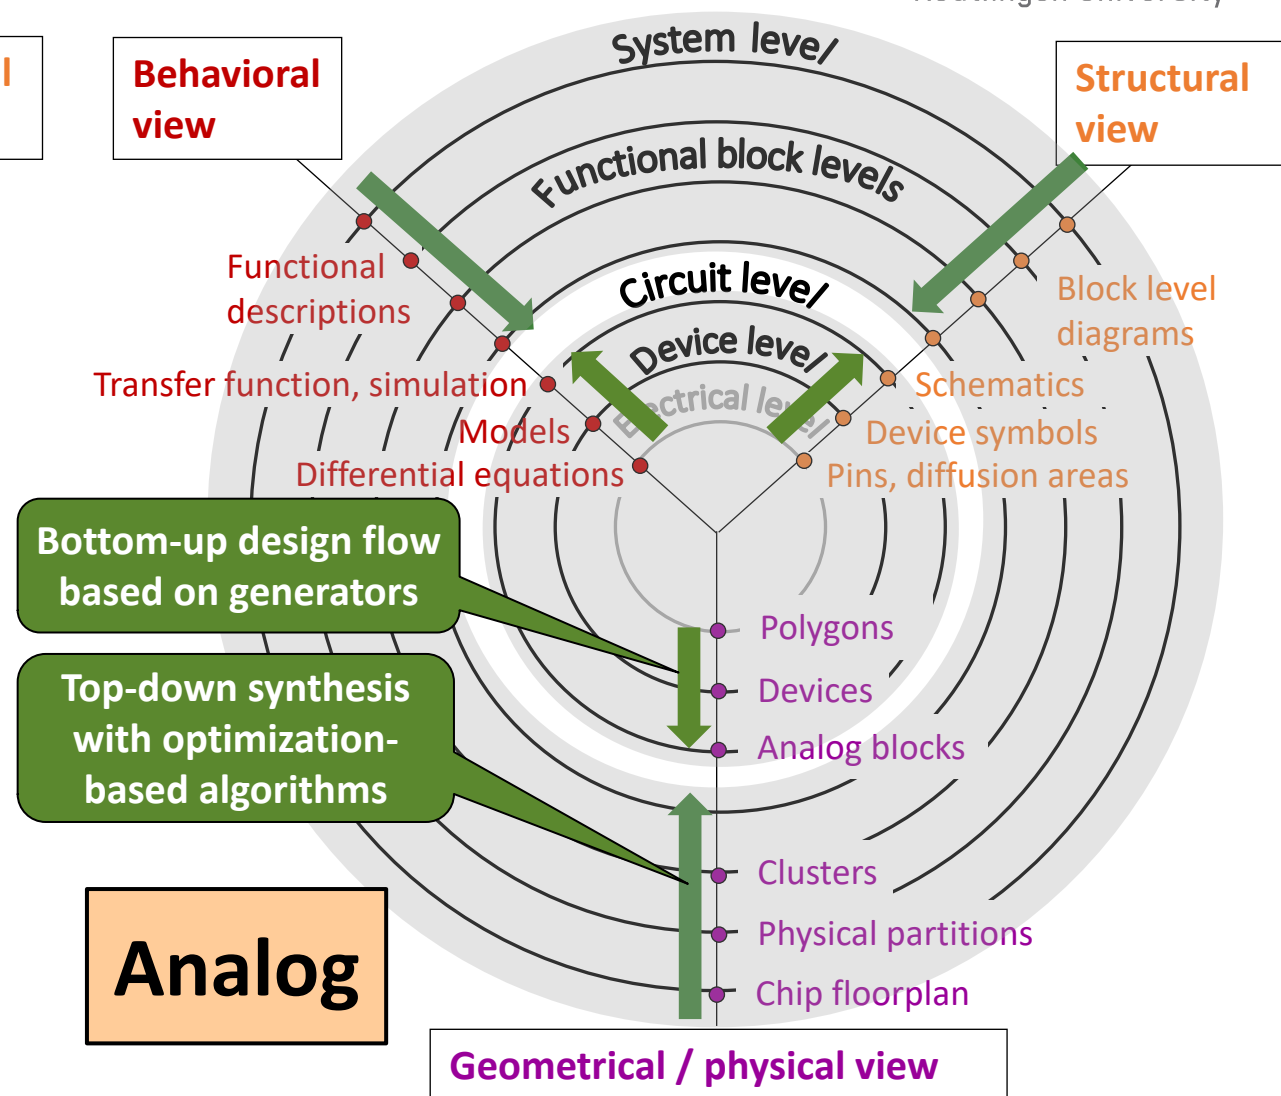 l
Behavioral
view
Structural
view
System level
Functional block levels
Circuit level
Device level
Electrical level
Functional
descriptions
Transfer function, simulation
Models
Differential equations
Block level
diagrams
Schematics
Device symbols
Pins, diffusion areas
Bottom-up design flow
based on generators
Top-down synthesis
with optimization-
based algorithms
Polygons
Devices
Analog blocks
Clusters
Physical partitions
Chip floorplan
Analog
Geometrical / physical view